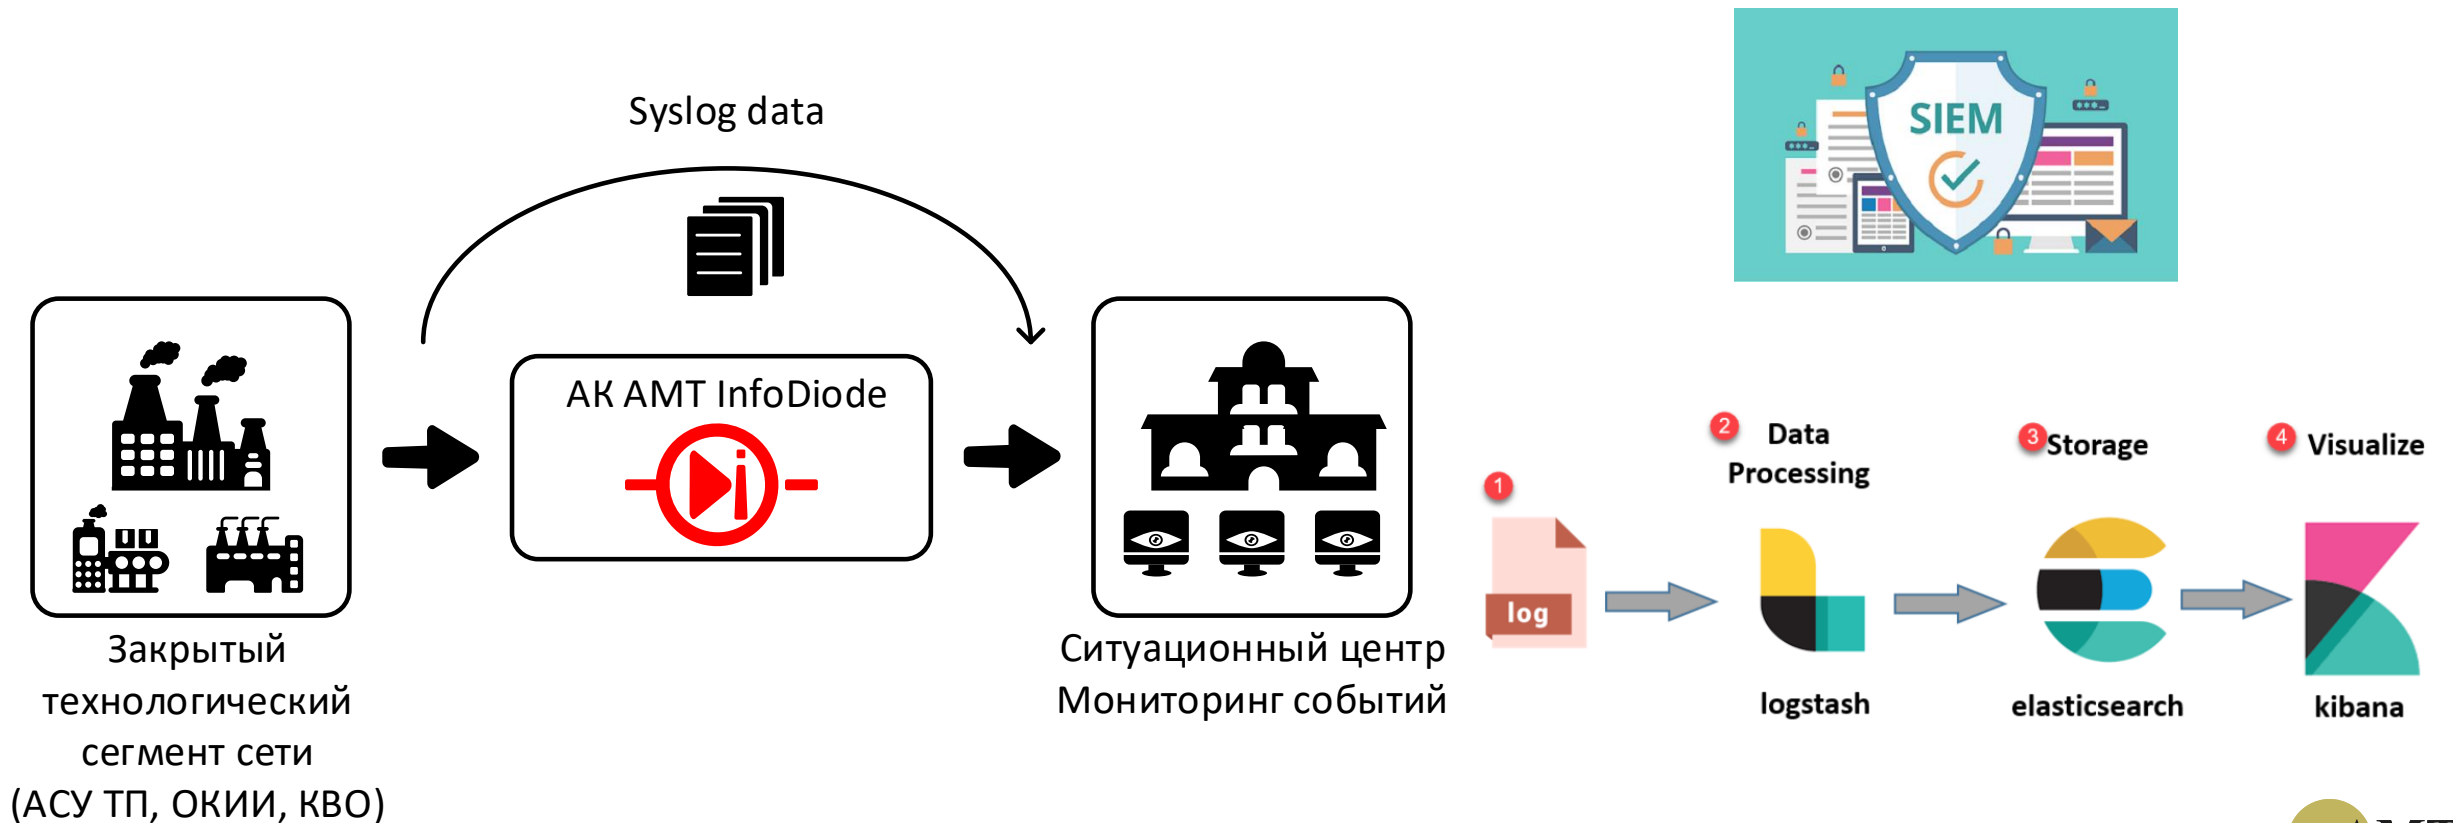 Syslog data
АК АМТ InfoDiode
Закрытый
технологический
сегмент сети
(АСУ ТП, ОКИИ, КВО)
Ситуационный центр
Мониторинг событий
SIEM
1
log
2
Data
Processing
logstash
3
Storage
elasticsearch
4
Visualize
kibana